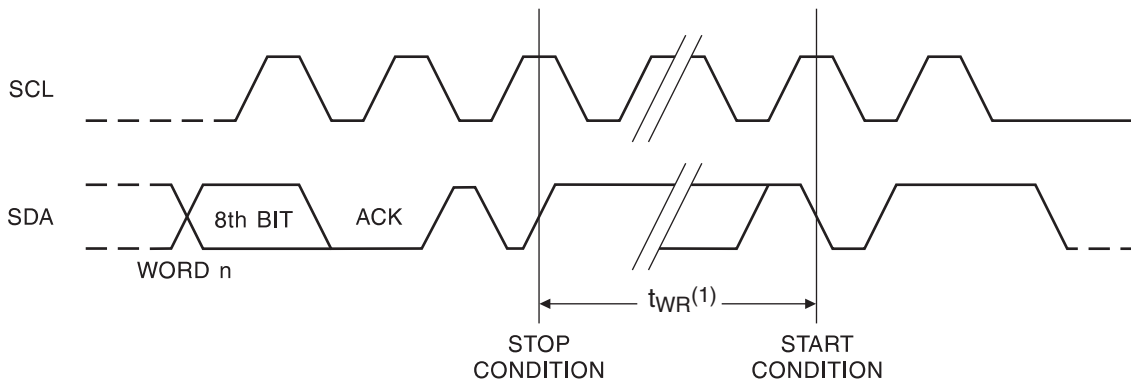 SCL
SDA
8th BIT
ACK
WORD n
tWR(1)
STOP
CONDITION
START
CONDITION